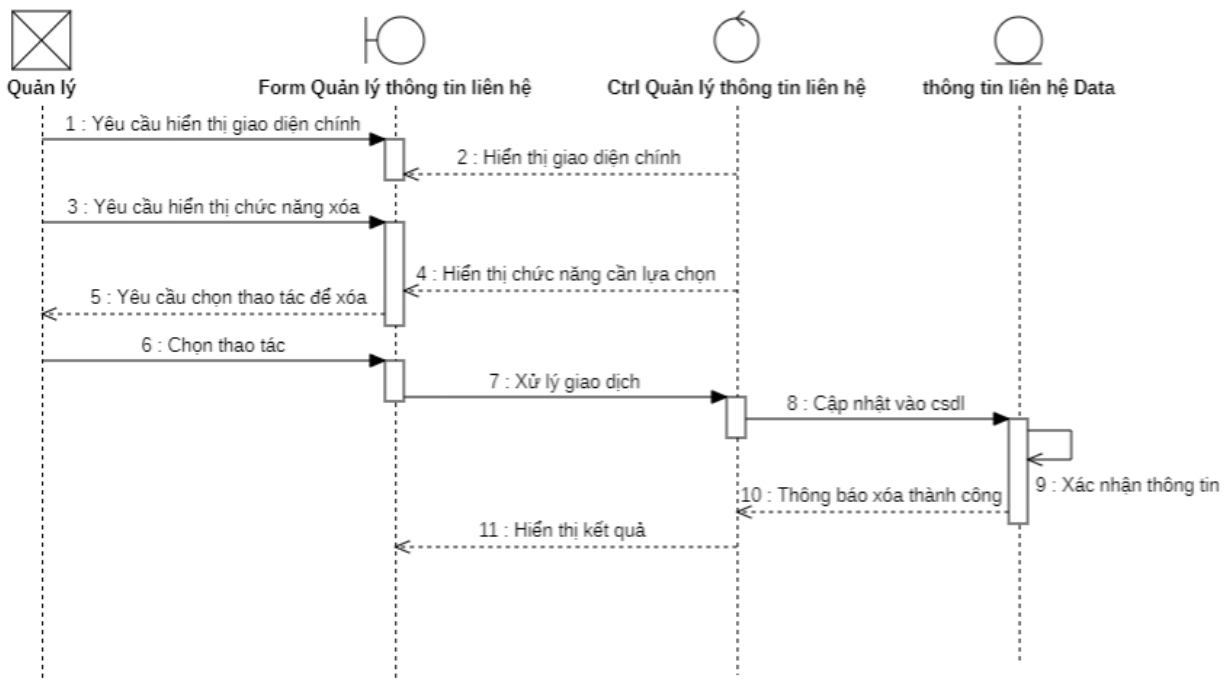 Quản lý
Form Quản lý thông tin liên hệ
Ctrl Quản lý thông tin liên hệ
thông tin liên hệ Data
1 : Yêu cầu hiển thị giao diện chính
2 : Hiển thị giao diện chính
3 : Yêu cầu hiển thị chức năng xóa
4 : Hiển thị chức năng cần lựa chọn
5 : Yêu cầu chọn thao tác để xóa
6 : Chọn thao tác
7 : Xử lý giao dịch
8 : Cập nhật vào csdl
9 : Xác nhận thông tin
10 : Thông báo xóa thành công
11 : Hiển thị kết quả